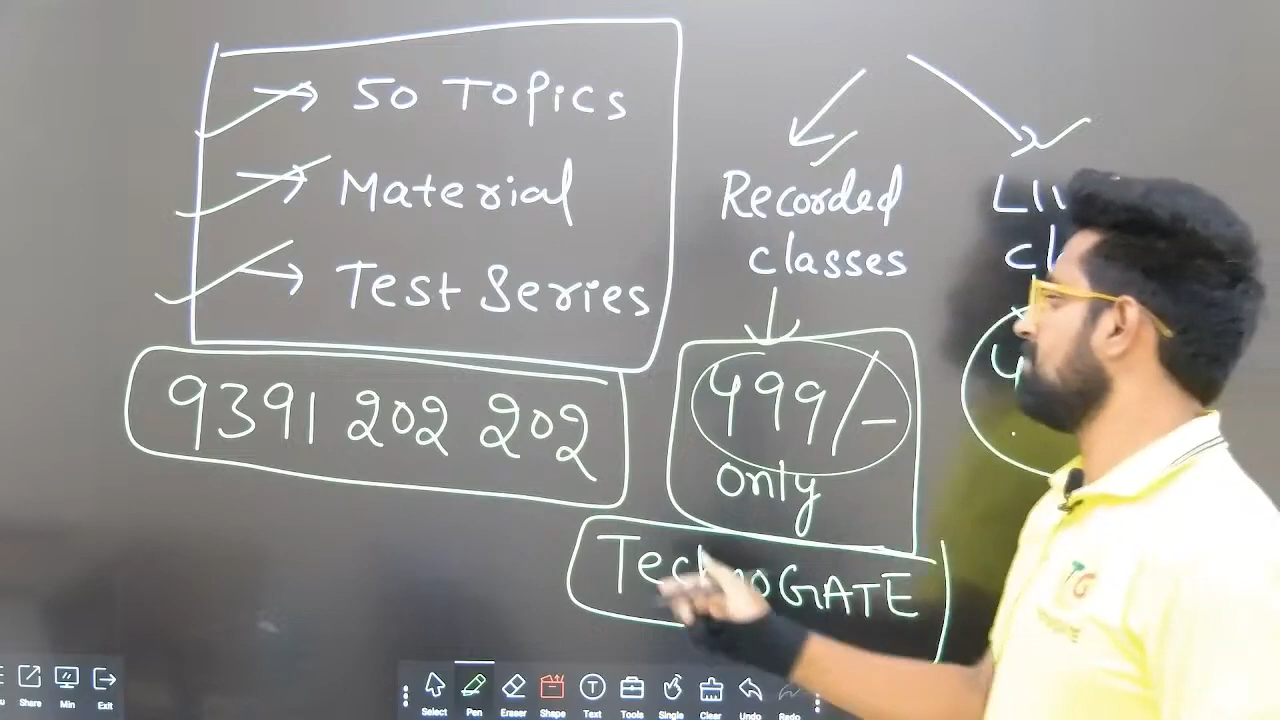 50 Topics
Material
Test Series
9391 202 202
Recorded
classes
499/-
only
TechnoGATE
TG
Share
Min
Exit
Select
Pen
Eraser
Shape
Text
Tools
Single
Clear
Undo
Redo